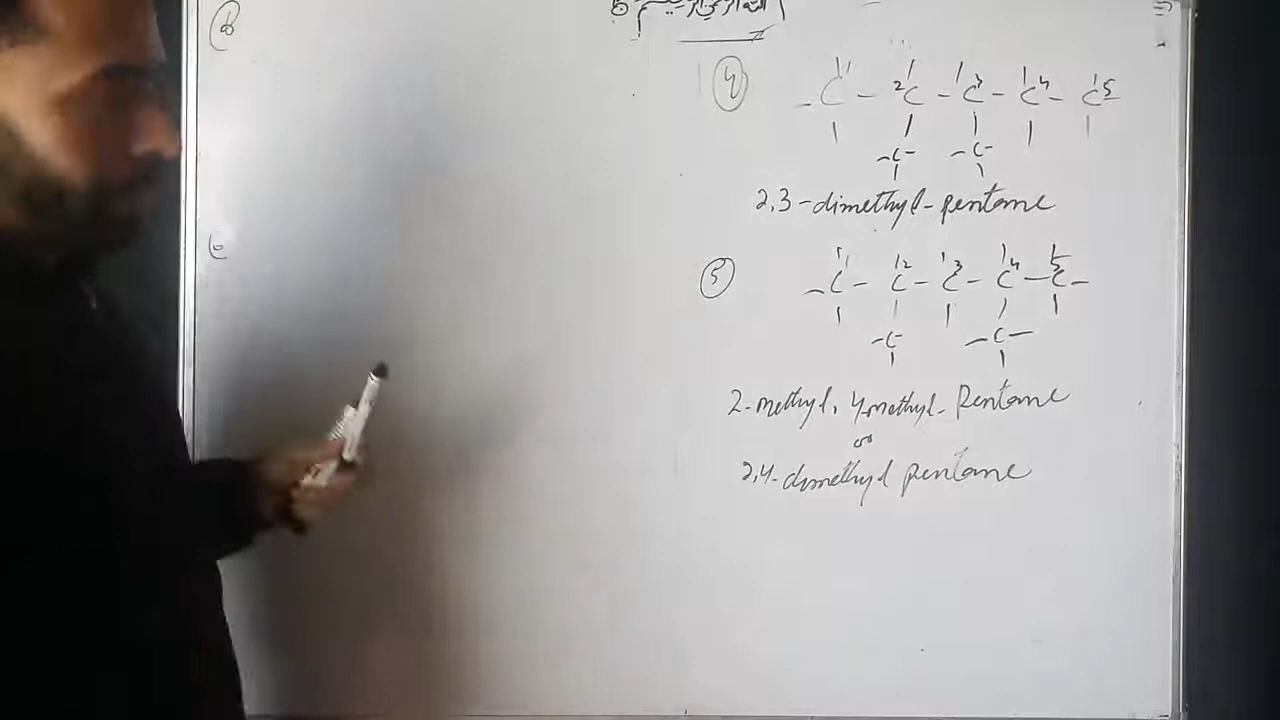 ④
C¹ - ²C - C³ - C⁴ - C⁵
-C- -C-
2,3-dimethyl-pentane
⑤
-C¹ - C² - C³ - C⁴ - C⁵-
-C- -C-
2-methyl, 4-methyl-Pentane
or
2,4-dimethyl pentane